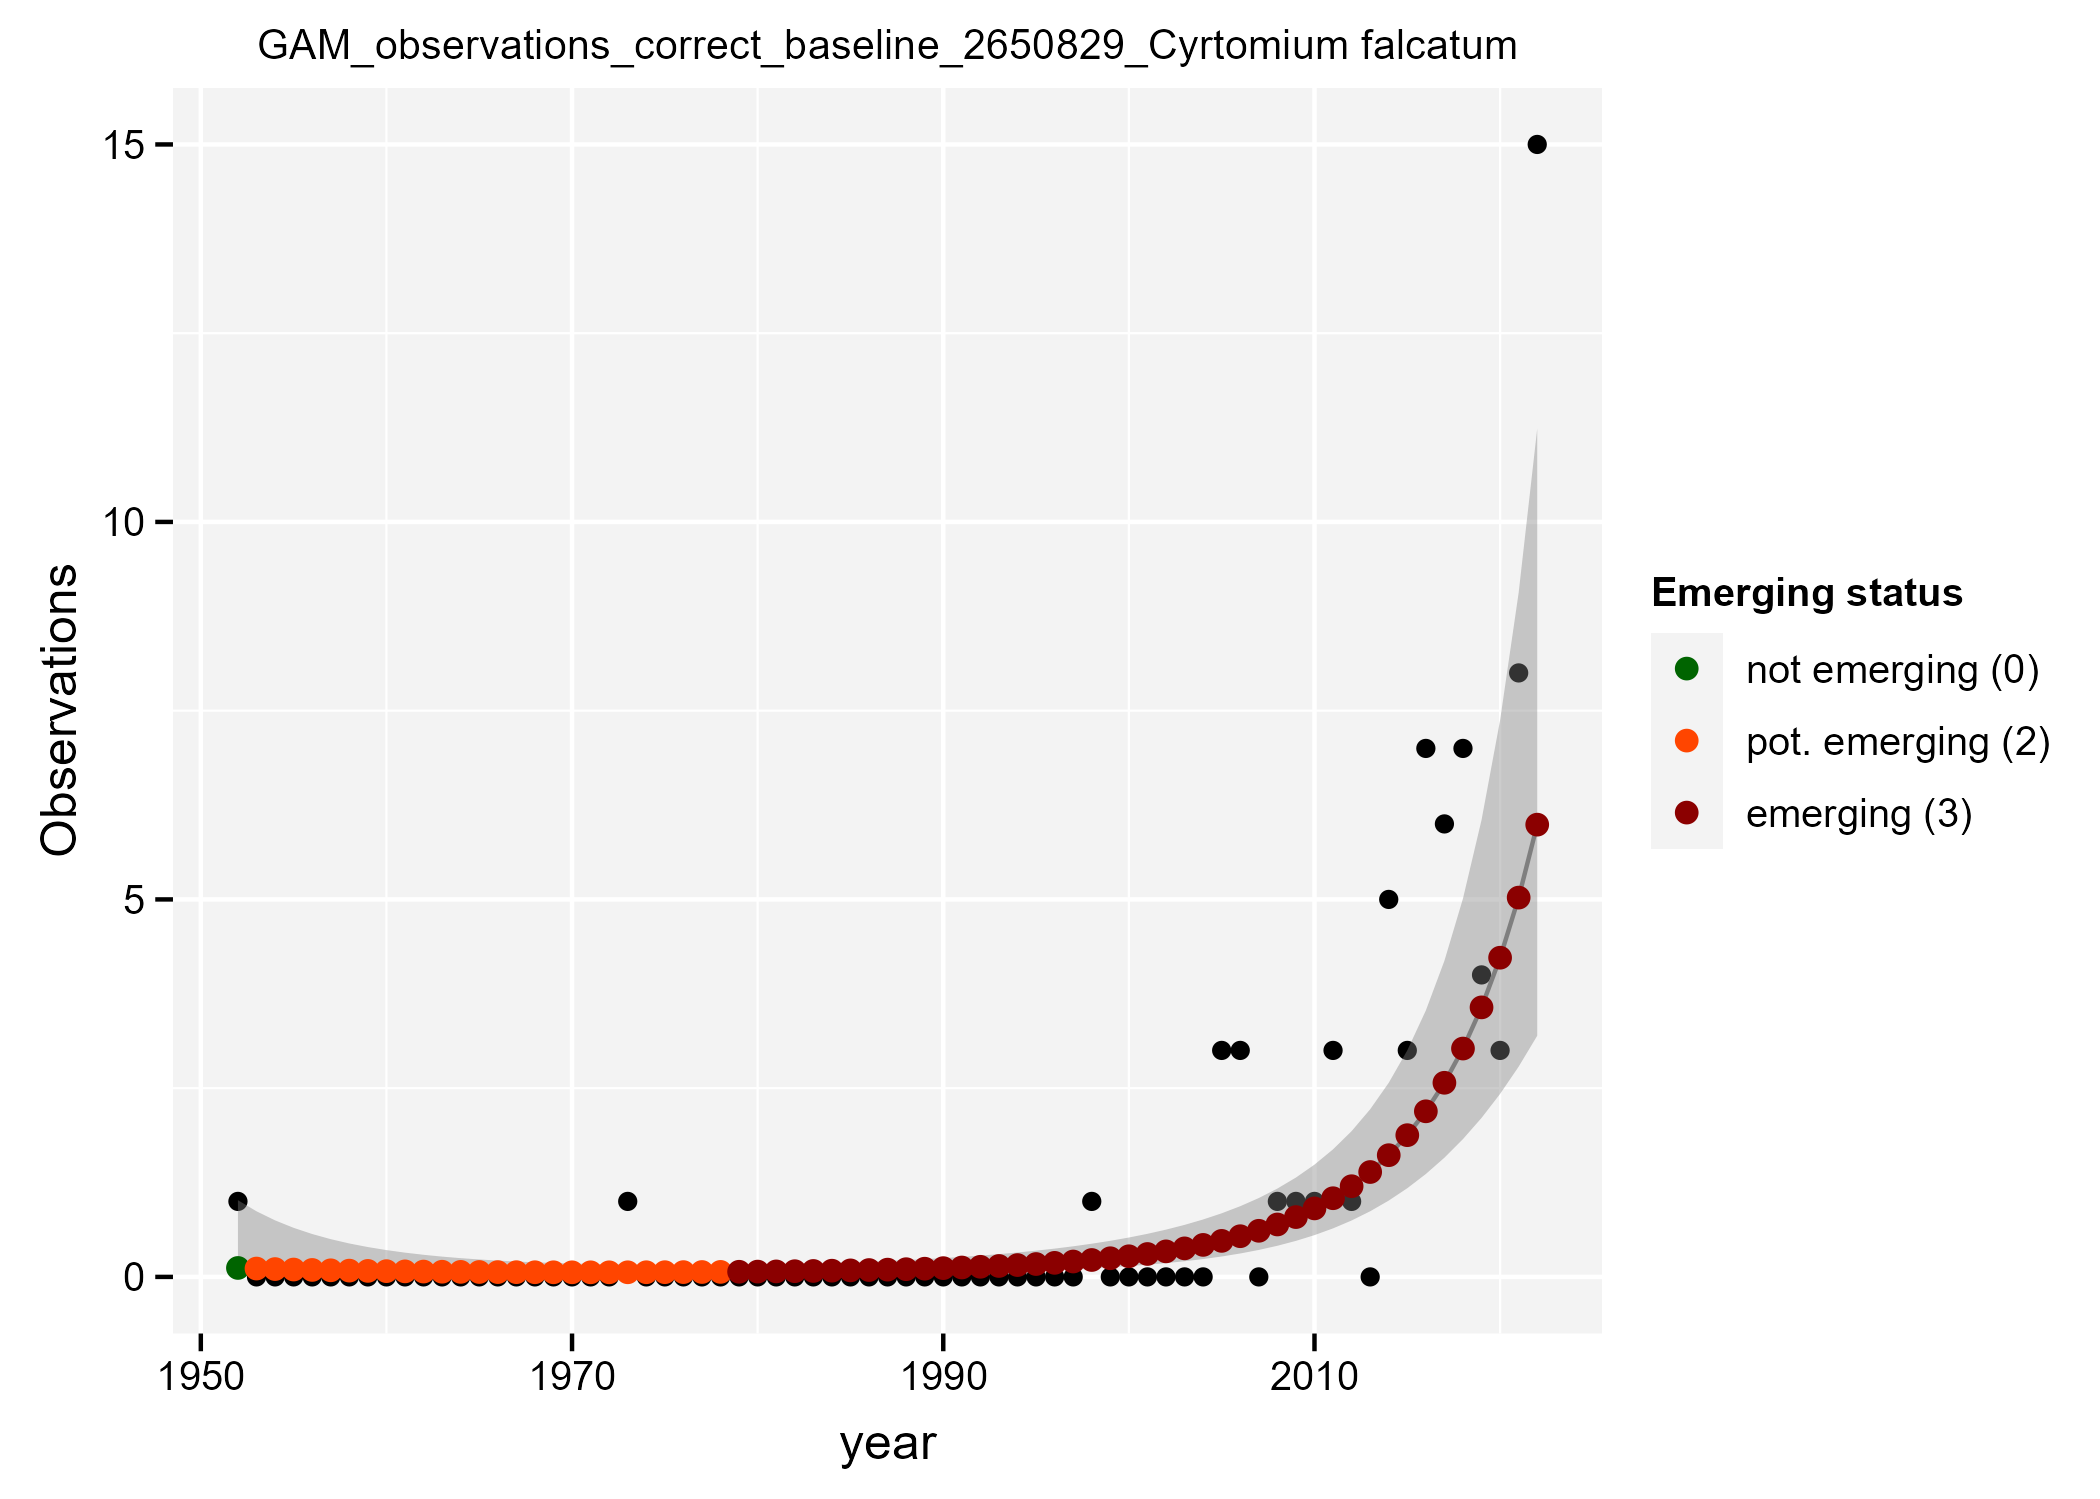 GAM_observations_correct_baseline_2650829_Cyrtomium falcatum
15
10
5
0
Observations
1950 1970 1990 2010
year
Emerging status
not emerging (0)
pot. emerging (2)
emerging (3)